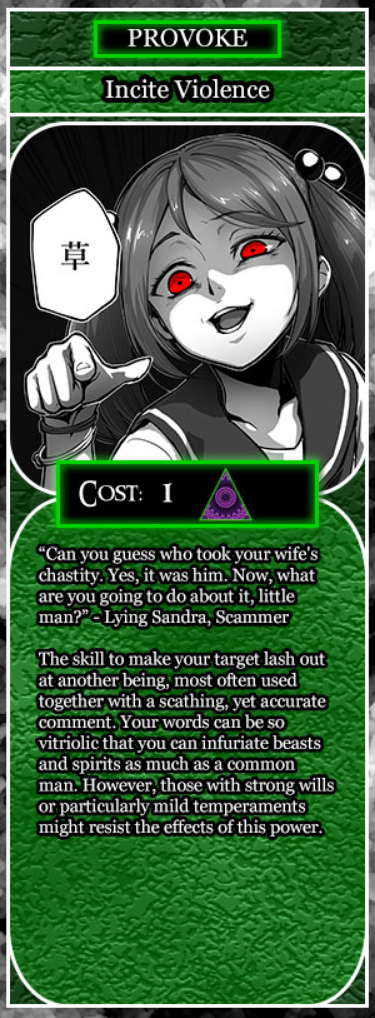 PROVOKE
Incite Violence
草
COST: 1
“Can you guess who took your wife's
chastity. Yes, it was him. Now, what
are you going to do about it, little
man?” - Lying Sandra, Scammer
The skill to make your target lash out
at another being, most often used
together with a scathing, yet accurate
comment. Your words can be so
vitriolic that you can infuriate beasts
and spirits as much as a common
man. However, those with strong wills
or particularly mild temperaments
might resist the effects of this power.